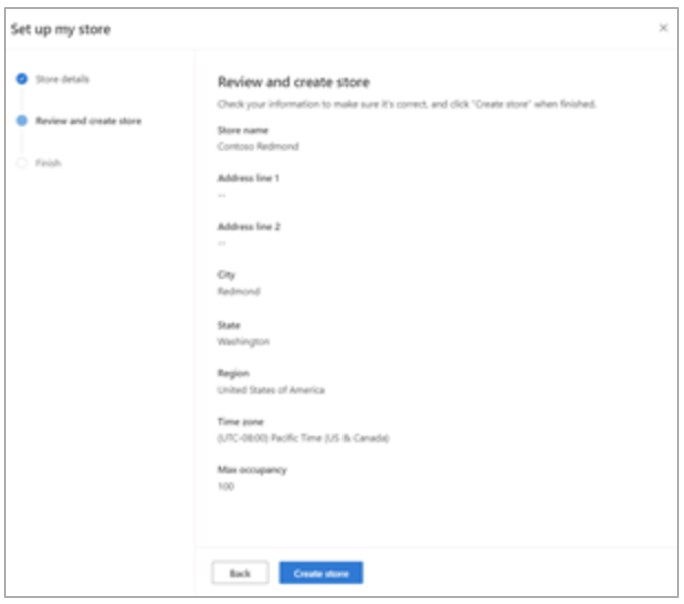 Set up my store
Store details
Review and create store
Finish
Review and create store
Check your information to make sure it's correct, and click "Create store" when finished.
Store name
Contoso Redmond
Address line 1
--
Address line 2
--
City
Redmond
State
Washington
Region
United States of America
Time zone
(UTC-08:00) Pacific Time (US & Canada)
Max occupancy
100
Back
Create store